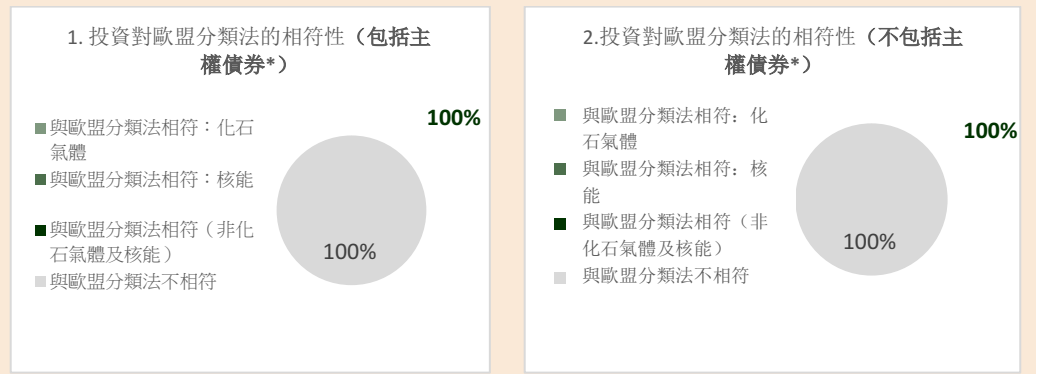 1. 投資對歐盟分類法的相符性（包括主
權債券*）
100%
與歐盟分類法相符：化石
氣體
與歐盟分類法相符：核能
與歐盟分類法相符（非化
石氣體及核能）
與歐盟分類法不相符
100%
2.投資對歐盟分類法的相符性（不包括主
權債券*）
100%
與歐盟分類法相符：化
石氣體
與歐盟分類法相符：核
能
與歐盟分類法相符（非
化石氣體及核能）
與歐盟分類法不相符
100%